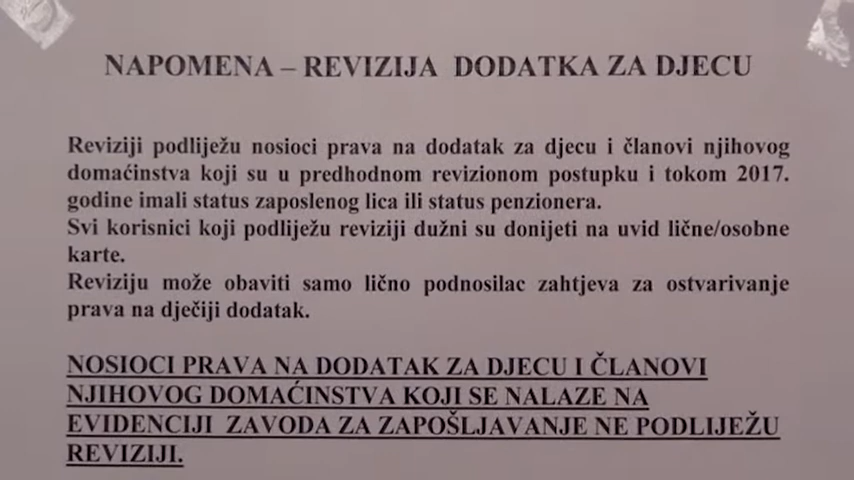 NAPOMENA – REVIZIJA DODATKA ZA DJECU
Reviziji podliježu nosioci prava na dodatak za djecu i članovi njihovog
domaćinstva koji su u predhodnom revizionom postupku i tokom 2017.
godine imali status zaposlenog lica ili status penzionera.
Svi korisnici koji podliježu reviziji dužni su donijeti na uvid lične/osobne
karte.
Reviziju može obaviti samo lično podnosilac zahtjeva za ostvarivanje
prava na dječiji dodatak.
NOSIOCI PRAVA NA DODATAK ZA DJECU I ČLANOVI
NJIHOVOG DOMAĆINSTVA KOJI SE NALAZE NA
EVIDENCIJI ZAVODA ZA ZAPOŠLJAVANJE NE PODLIJEŽU
REVIZIJI.